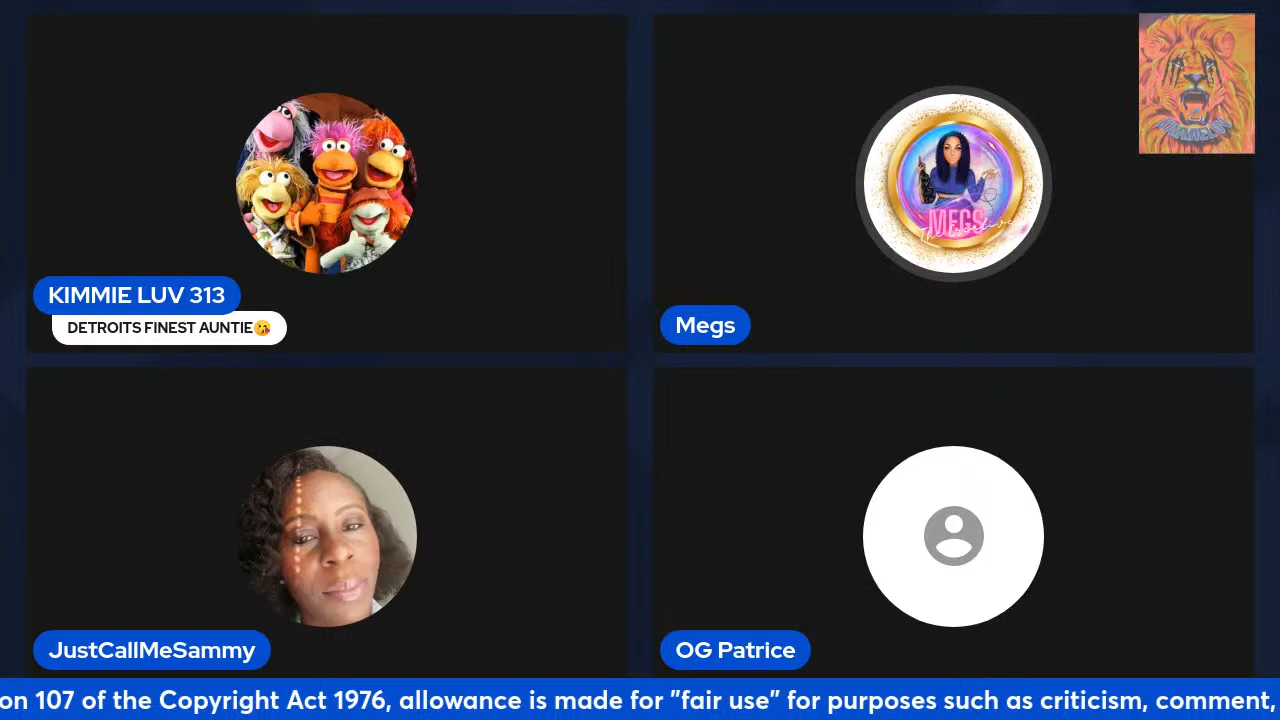 KIMMIE LUV 313
DETROITS FINEST AUNTIE😘
Megs
MEGS
JustCallMeSammy
OG Patrice
on 107 of the Copyright Act 1976, allowance is made for "fair use" for purposes such as criticism, comment,